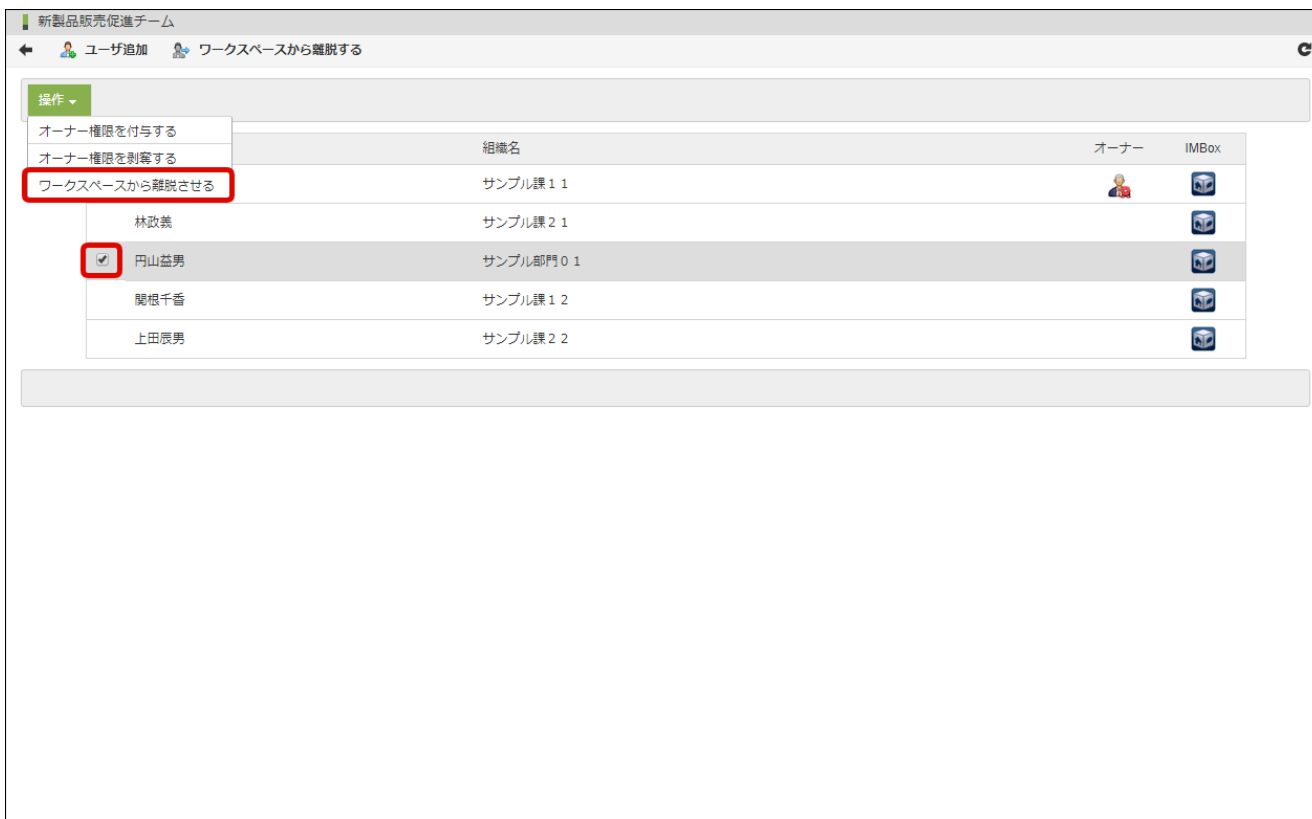 新製品販売促進チーム
ユーザ追加 ワークスペースから離脱する
操作
オーナー権限を付与する
オーナー権限を剥奪する
ワークスペースから離脱させる
組織名 オーナー IMBox
サンプル課１１
林政義 サンプル課２１
円山益男 サンプル部門０１
関根千香 サンプル課１２
上田辰男 サンプル課２２